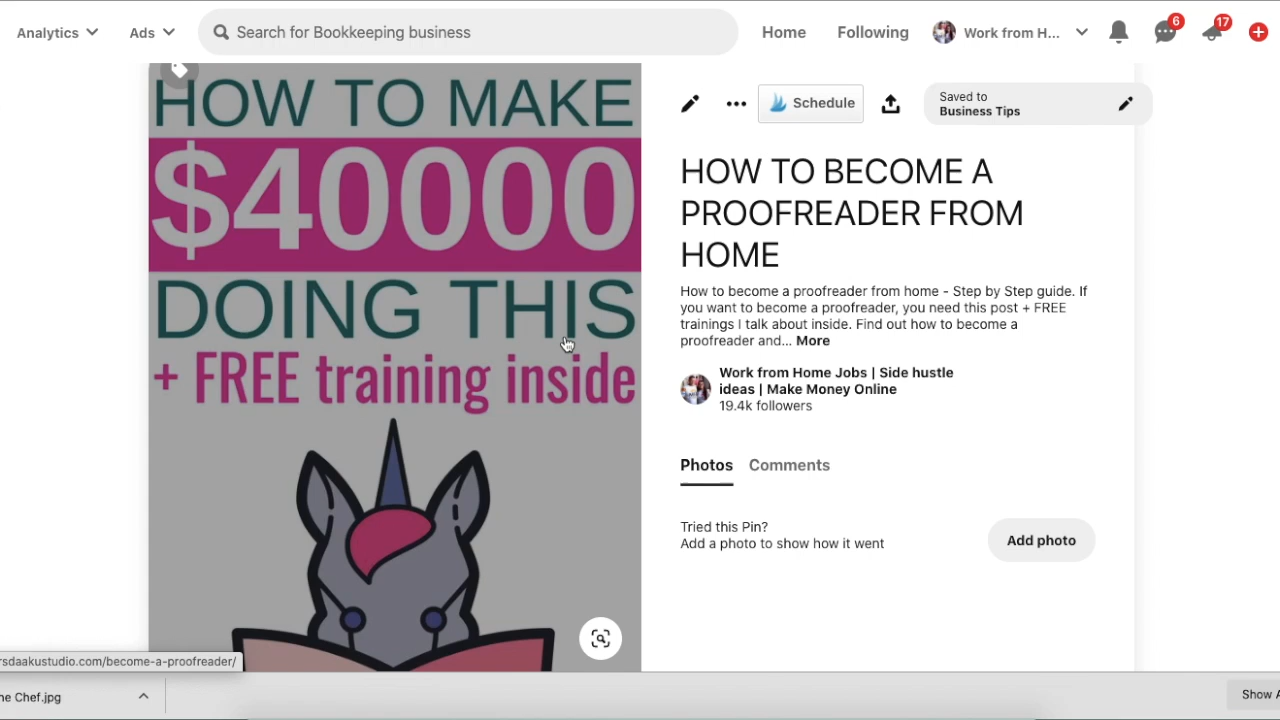 Analytics
Ads
Search for Bookkeeping business
Home
Following
Work from H...
6
17
HOW TO MAKE
$40000
DOING THIS
+ FREE training inside
Schedule
Saved to
Business Tips
HOW TO BECOME A
PROOFREADER FROM
HOME
How to become a proofreader from home - Step by Step guide. If
you want to become a proofreader, you need this post + FREE
trainings I talk about inside. Find out how to become a
proofreader and... More
Work from Home Jobs | Side hustle
ideas | Make Money Online
19.4k followers
Photos
Comments
Tried this Pin?
Add a photo to show how it went
Add photo
rsdaakustudio.com/become-a-proofreader/
ne Chef.jpg
Show A